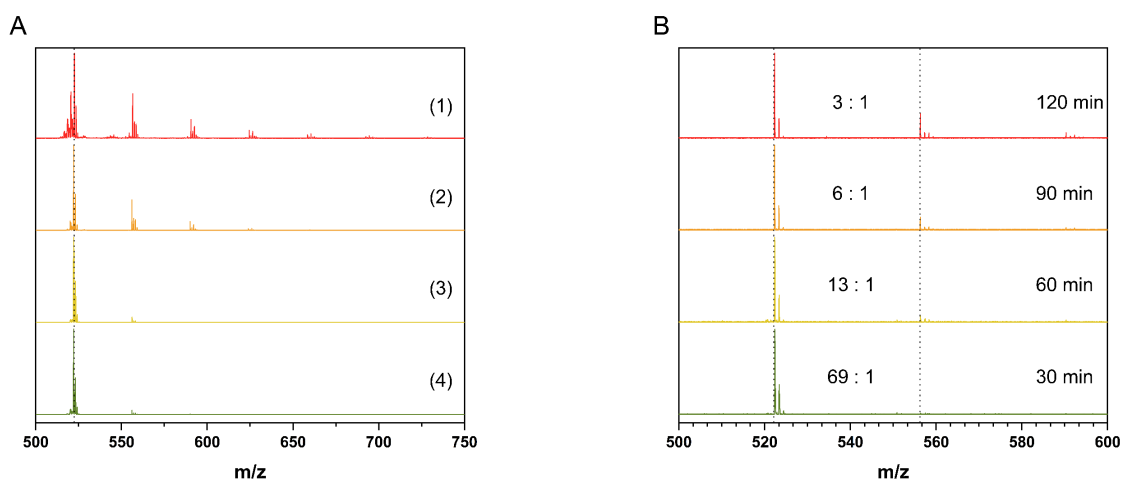 A
B
(1)
(2)
(3)
(4)
500 550 600 650 700 750
m/z
3 : 1 120 min
6 : 1 90 min
13 : 1 60 min
69 : 1 30 min
500 520 540 560 580 600
m/z